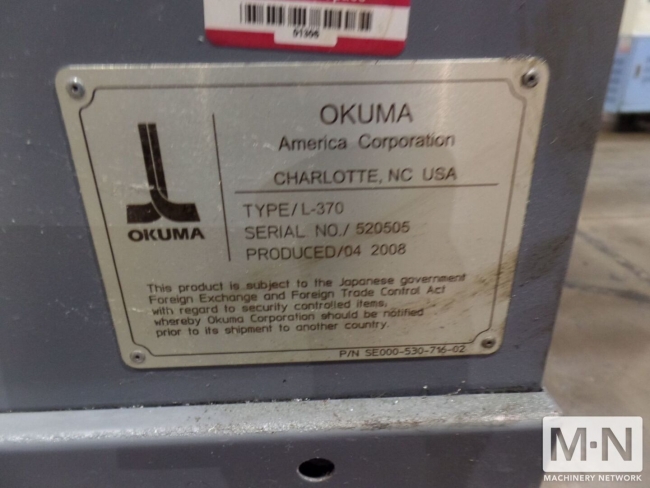 51356
OKUMA
America Corporation
CHARLOTTE, NC USA
OKUMA
TYPE/L-370
SERIAL NO./ 520505
PRODUCED/04 2008
This product is subject to the Japanese government
Foreign Exchange and Foreign Trade Control Act
with regard to security controlled items,
whereby Okuma Corporation should be notified
prior to its shipment to another country.
P/N SE000-530-716-02
M·N
MACHINERY NETWORK